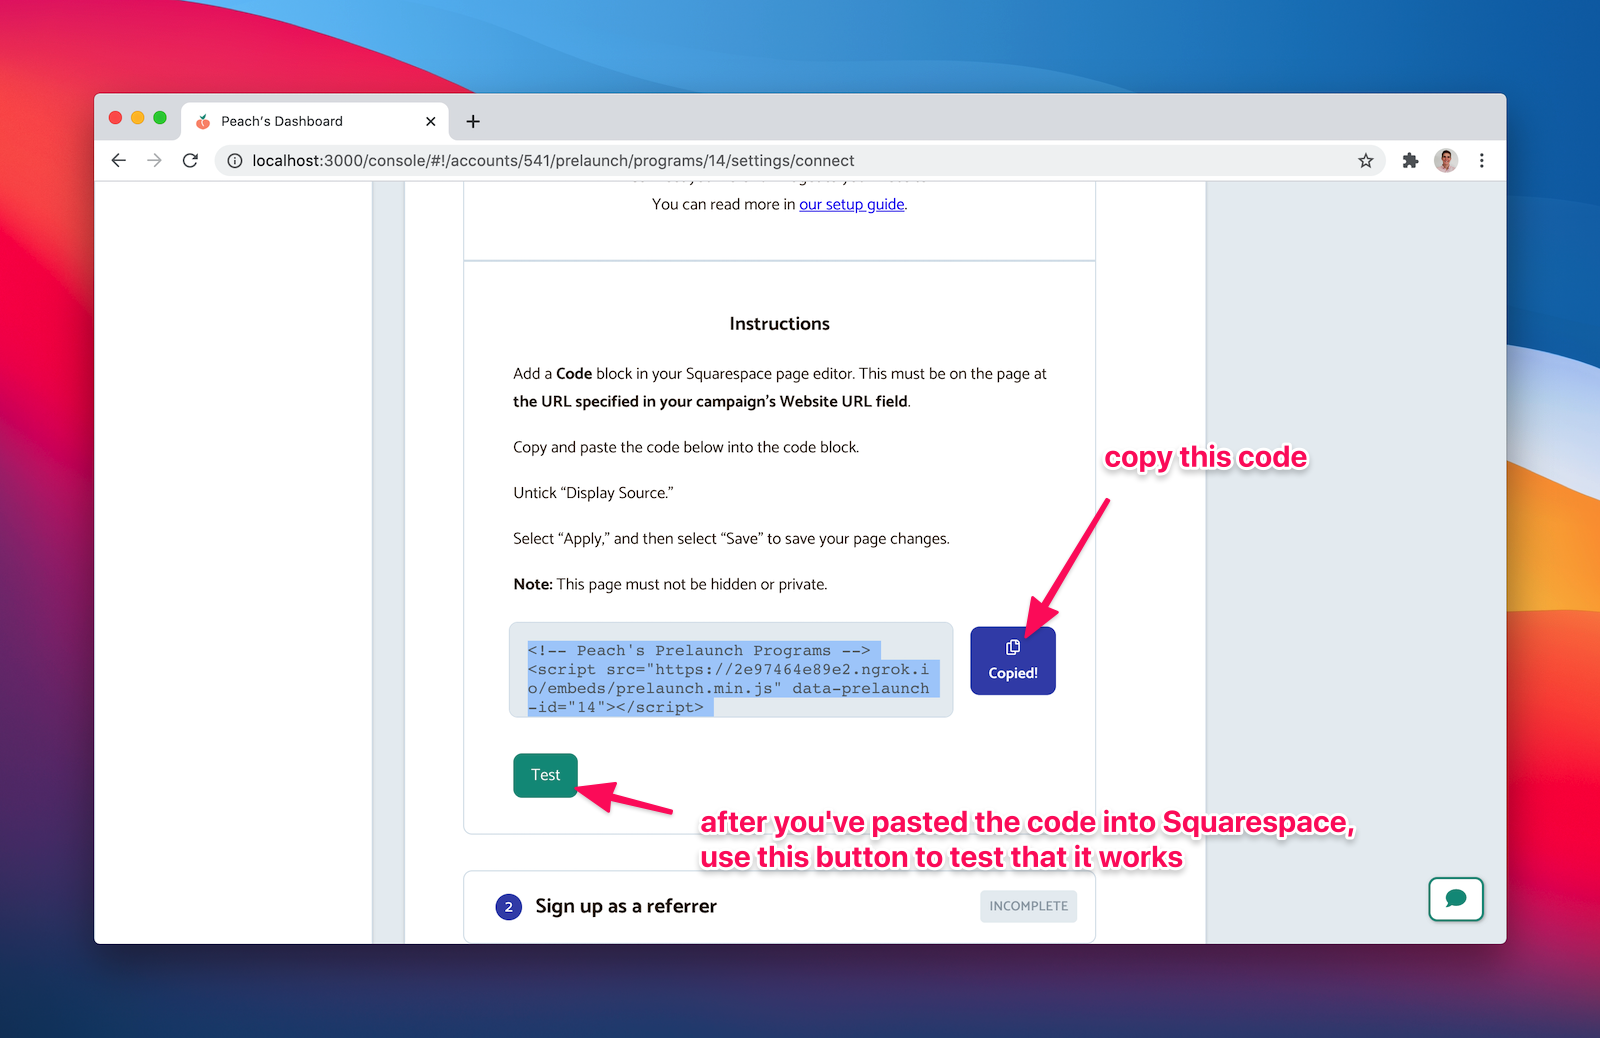 Peach's Dashboard
localhost:3000/console/#!/accounts/541/prelaunch/programs/14/settings/connect
You can read more in our setup guide.
Instructions
Add a Code block in your Squarespace page editor. This must be on the page at
the URL specified in your campaign's Website URL field.
Copy and paste the code below into the code block.
copy this code
Untick “Display Source.”
Select “Apply,” and then select “Save” to save your page changes.
Note: This page must not be hidden or private.
<!-- Peach's Prelaunch Programs -->
<script src="https://2e97464e89e2.ngrok.i
o/embeds/prelaunch.min.js" data-prelaunch
-id="14"></script>
Copied!
Test
after you've pasted the code into Squarespace,
use this button to test that it works
2 Sign up as a referrer
INCOMPLETE